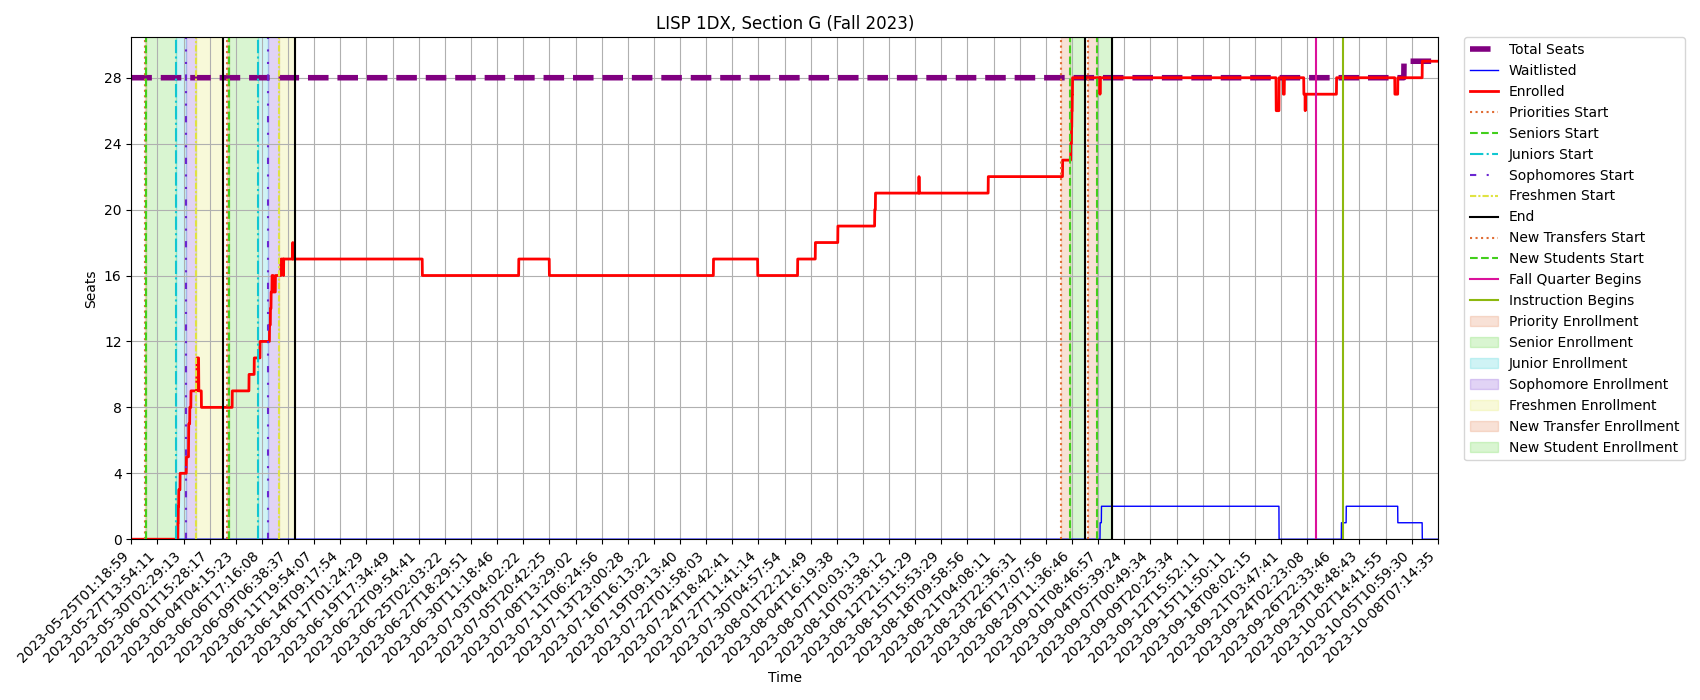 LISP 1DX, Section G (Fall 2023)
Seats
28
24
20
16
12
8
4
0
2023-05-25T01:18:59
2023-05-27T13:54:11
2023-05-30T02:29:13
2023-06-01T15:28:17
2023-06-04T04:15:23
2023-06-06T17:16:09
2023-06-09T06:38:37
2023-06-11T19:54:07
2023-06-14T09:17:54
2023-06-17T01:24:29
2023-06-19T17:34:49
2023-06-22T09:54:41
2023-06-25T02:03:22
2023-06-27T18:29:51
2023-06-30T11:18:46
2023-07-03T04:02:22
2023-07-05T20:42:25
2023-07-08T13:29:02
2023-07-11T06:24:56
2023-07-13T23:00:28
2023-07-16T16:13:22
2023-07-19T09:13:40
2023-07-22T01:58:03
2023-07-24T18:42:41
2023-07-27T11:41:14
2023-07-30T04:57:54
2023-08-01T22:21:49
2023-08-04T16:19:38
2023-08-07T10:03:13
2023-08-10T03:38:12
2023-08-12T21:51:29
2023-08-15T15:53:29
2023-08-18T09:58:56
2023-08-21T04:08:11
2023-08-23T22:36:31
2023-08-26T17:07:56
2023-08-29T11:36:46
2023-09-01T08:46:57
2023-09-04T05:39:24
2023-09-07T00:49:34
2023-09-09T20:25:34
2023-09-12T15:52:11
2023-09-15T11:50:11
2023-09-18T08:02:15
2023-09-21T03:47:41
2023-09-24T02:23:08
2023-09-26T22:33:46
2023-09-29T18:48:43
2023-10-02T14:41:55
2023-10-05T10:59:30
2023-10-08T07:14:35
Time
Total Seats
Waitlisted
Enrolled
Priorities Start
Seniors Start
Juniors Start
Sophomores Start
Freshmen Start
End
New Transfers Start
New Students Start
Fall Quarter Begins
Instruction Begins
Priority Enrollment
Senior Enrollment
Junior Enrollment
Sophomore Enrollment
Freshmen Enrollment
New Transfer Enrollment
New Student Enrollment